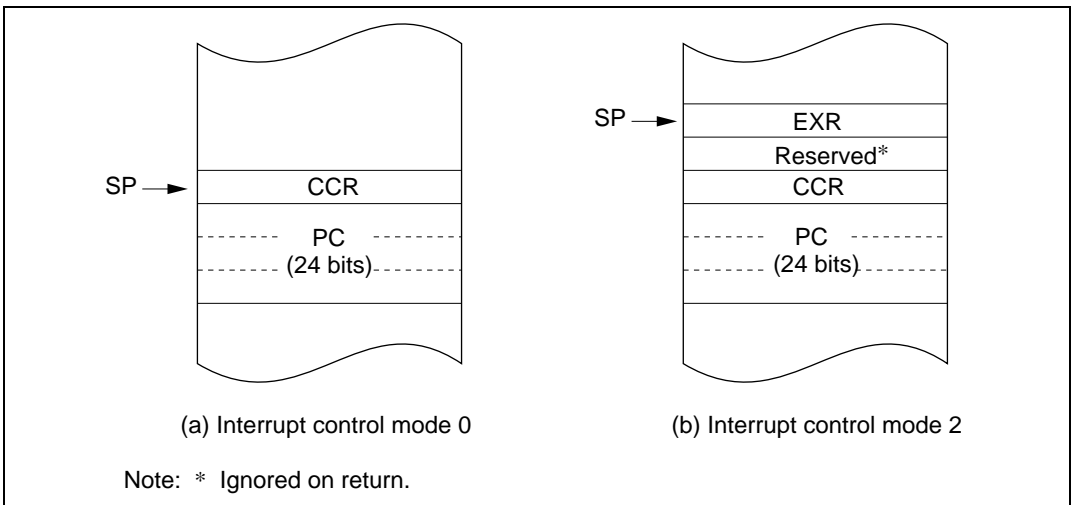 SP
CCR
PC
(24 bits)
(a) Interrupt control mode 0
SP
EXR
Reserved*
CCR
PC
(24 bits)
(b) Interrupt control mode 2
Note: * Ignored on return.